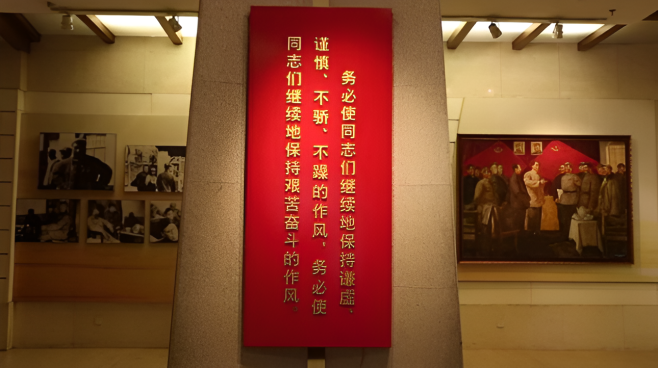 务必使同志们继续地保持谦虚、
谨慎、不骄、不躁的作风，务必使
同志们继续地保持艰苦奋斗的作风。